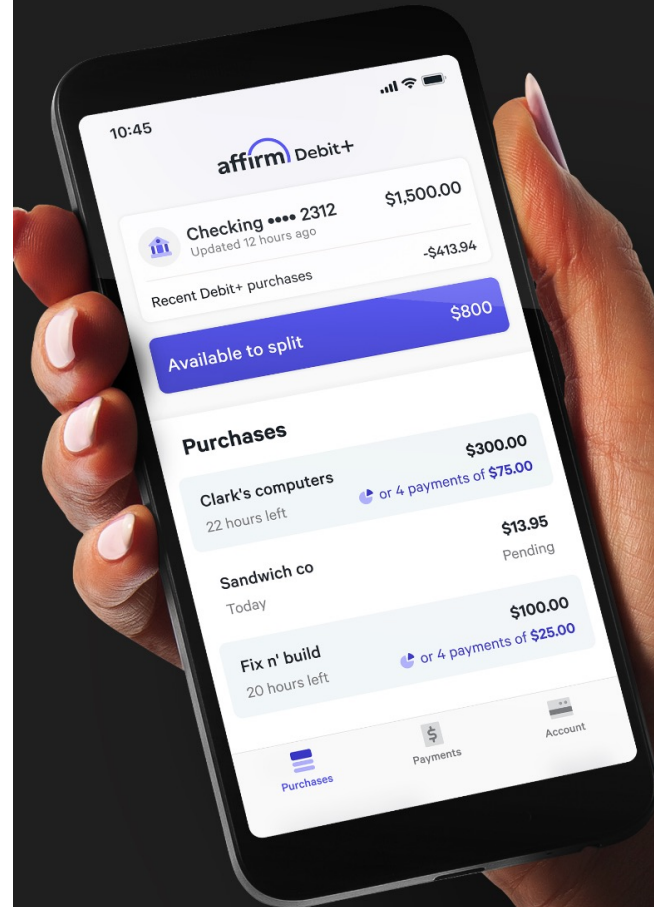 10:45
affirm Debit+
Checking •••• 2312 $1,500.00
Updated 12 hours ago
Recent Debit+ purchases -$413.94
Available to split $800
Purchases
Clark's computers $300.00
22 hours left or 4 payments of $75.00
Sandwich co $13.95
Today Pending
Fix n' build $100.00
20 hours left or 4 payments of $25.00
Purchases Payments Account